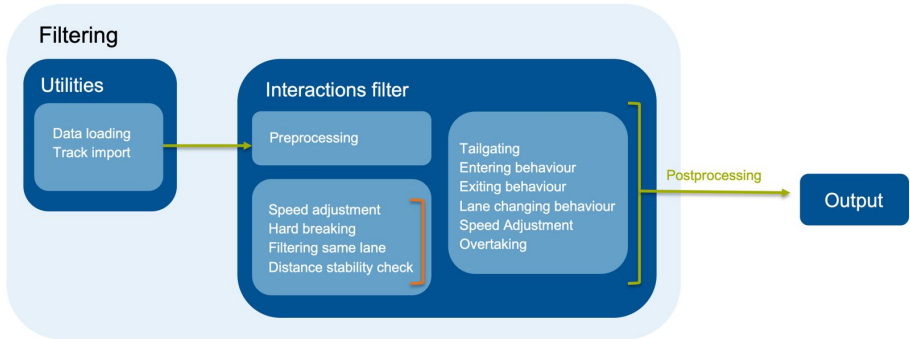 Filtering
Utilities
Data loading
Track import
Interactions filter
Preprocessing
Speed adjustment
Hard breaking
Filtering same lane
Distance stability check
Tailgating
Entering behaviour
Exiting behaviour
Lane changing behaviour
Speed Adjustment
Overtaking
Postprocessing
Output